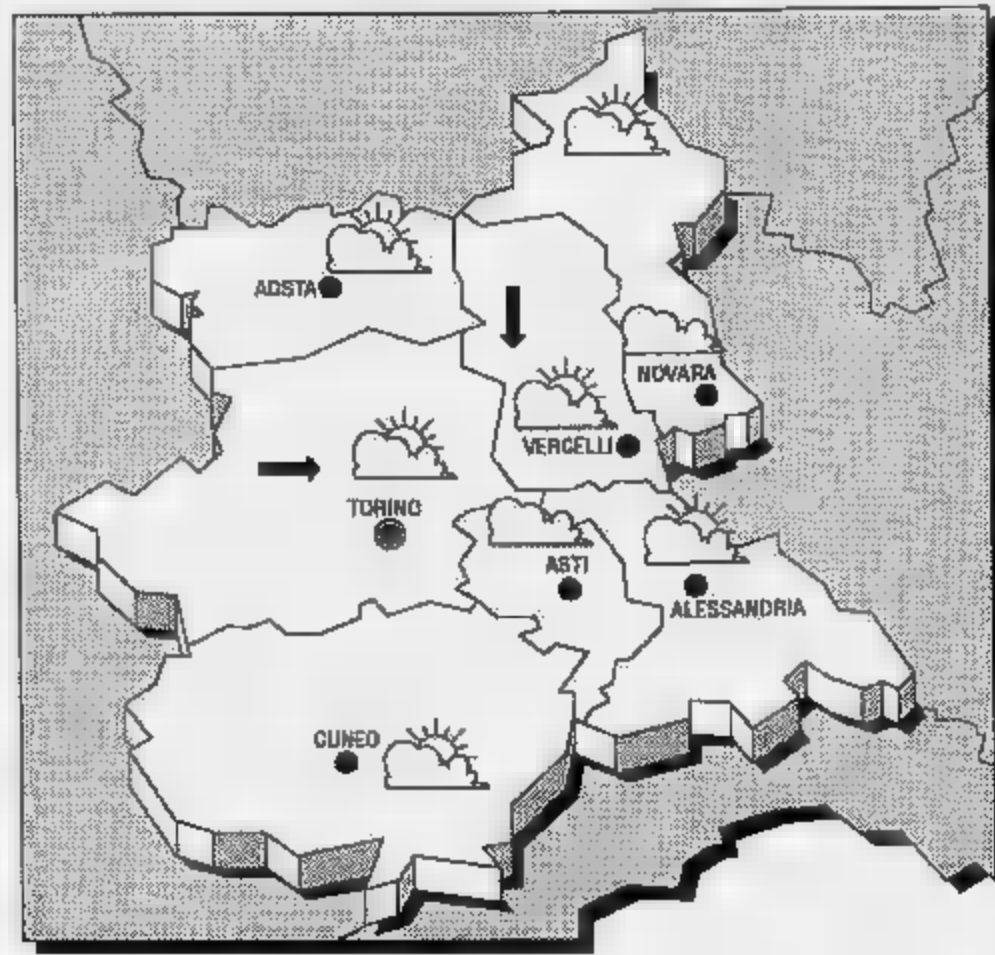 AOSTA
NOVARA
VERCELLI
TORINO
ASTI
ALESSANDRIA
CUNEO